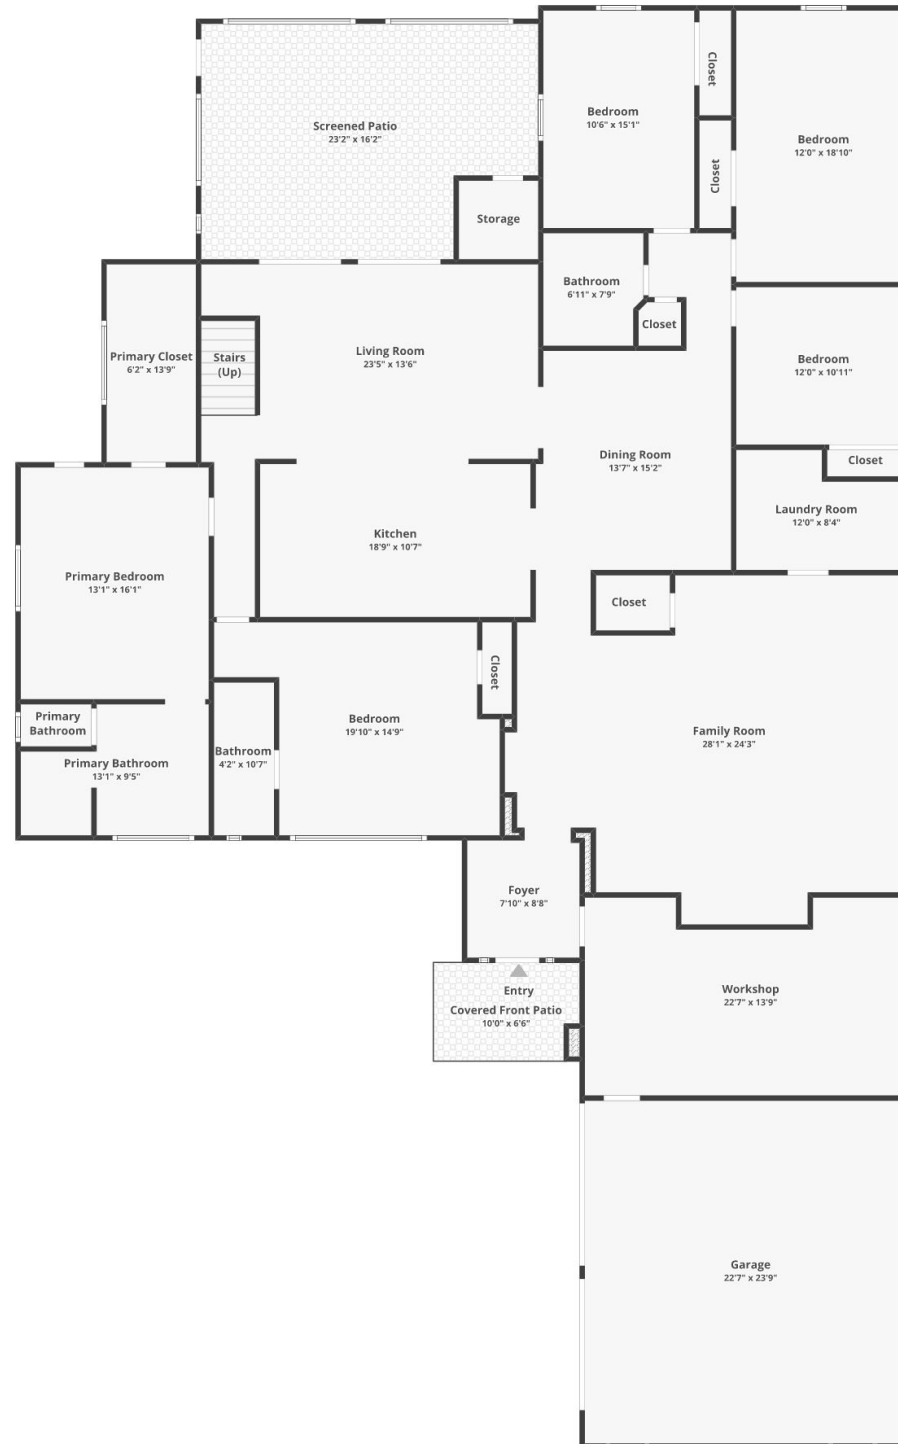 Closet
Bedroom
10'6" x 15'1"
Screened Patio
23'2" x 16'2"
Bedroom
12'0" x 18'10"
Closet
Storage
Bathroom
6'11" x 7'9"
Closet
Primary Closet
6'2" x 13'9"
Stairs
(Up)
Living Room
23'5" x 13'6"
Bedroom
12'0" x 10'11"
Dining Room
13'7" x 15'2"
Closet
Laundry Room
12'0" x 8'4"
Kitchen
18'9" x 10'7"
Primary Bedroom
13'1" x 16'1"
Closet
Closet
Primary
Bathroom
Bedroom
19'10" x 14'9"
Family Room
28'1" x 24'3"
Bathroom
4'2" x 10'7"
Primary Bathroom
13'1" x 9'5"
Foyer
7'10" x 8'8"
Entry
Covered Front Patio
10'0" x 6'6"
Workshop
22'7" x 13'9"
Garage
22'7" x 23'9"